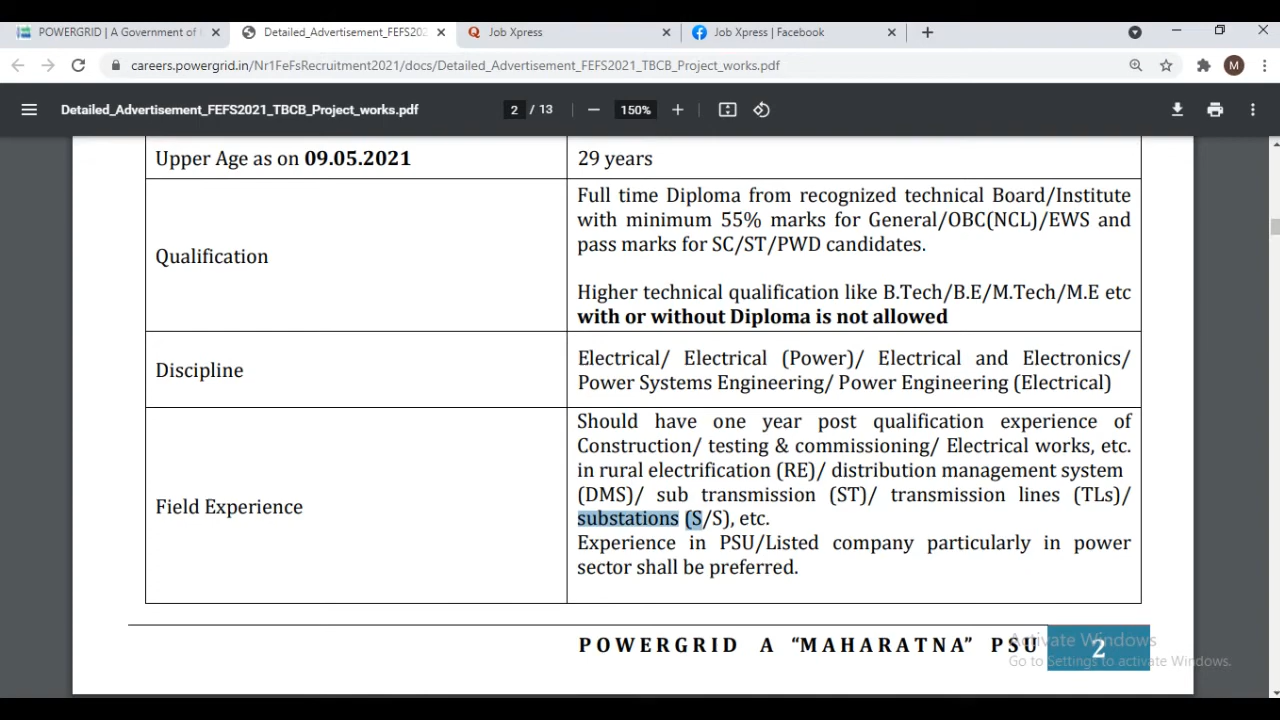 POWERGRID | A Government of
Detailed_Advertisement_FEFS202
Job Xpress
Job Xpress | Facebook
careers.powergrid.in/Nr1FeFsRecruitment2021/docs/Detailed_Advertisement_FEFS2021_TBCB_Project_works.pdf
M
Detailed_Advertisement_FEFS2021_TBCB_Project_works.pdf
2 / 13
150%
Upper Age as on 09.05.2021
29 years
Qualification
Full time Diploma from recognized technical Board/Institute
with minimum 55% marks for General/OBC(NCL)/EWS and
pass marks for SC/ST/PWD candidates.
Higher technical qualification like B.Tech/B.E/M.Tech/M.E etc
with or without Diploma is not allowed
Discipline
Electrical/ Electrical (Power)/ Electrical and Electronics/
Power Systems Engineering/ Power Engineering (Electrical)
Field Experience
Should have one year post qualification experience of
Construction/ testing & commissioning/ Electrical works, etc.
in rural electrification (RE)/ distribution management system
(DMS)/ sub transmission (ST)/ transmission lines (TLs)/
substations (S/S), etc.
Experience in PSU/Listed company particularly in power
sector shall be preferred.
POWERGRID A “MAHARATNA” PSU
2
Activate Windows
Go to Settings to activate Windows.